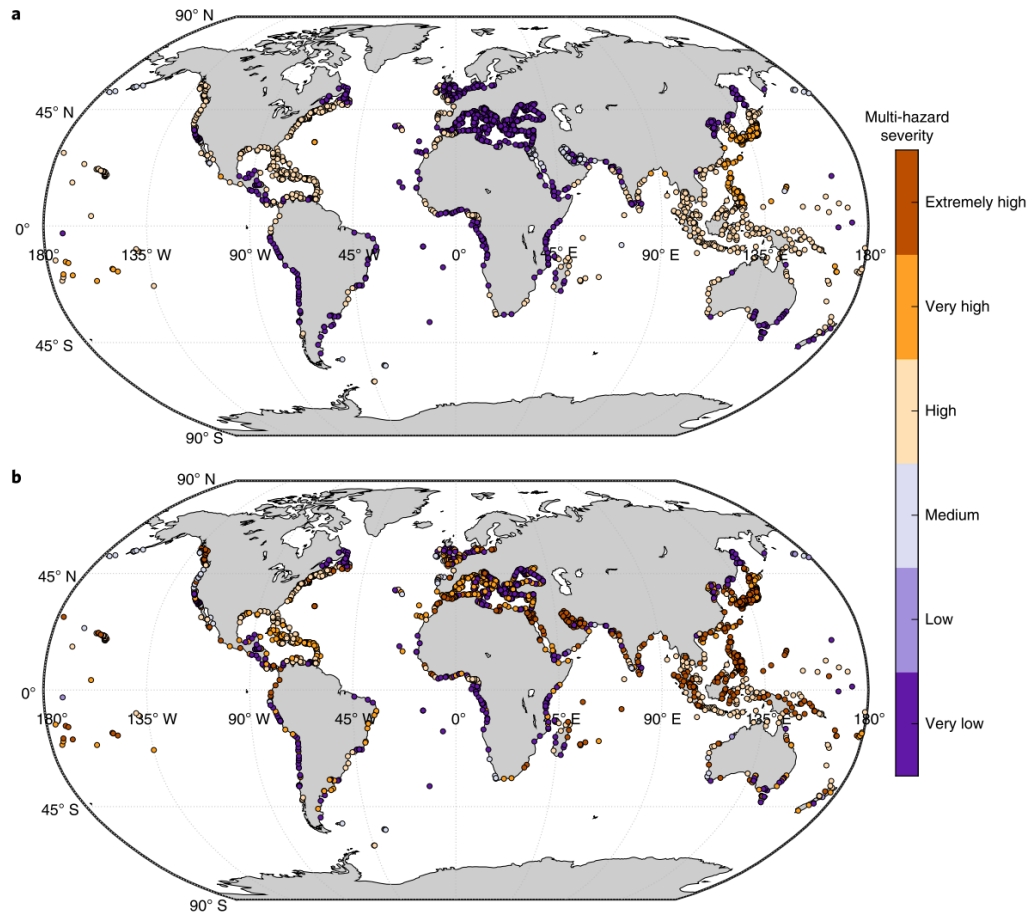 a
90° N
45° N
0°
180°
135° W
90° W
45° W
0°
45° E
90° E
135° E
180°
45° S
90° S
b
90° N
45° N
0°
180°
135° W
90° W
45° W
0°
45° E
90° E
135° E
180°
45° S
90° S
Multi-hazard
severity
Extremely high
Very high
High
Medium
Low
Very low